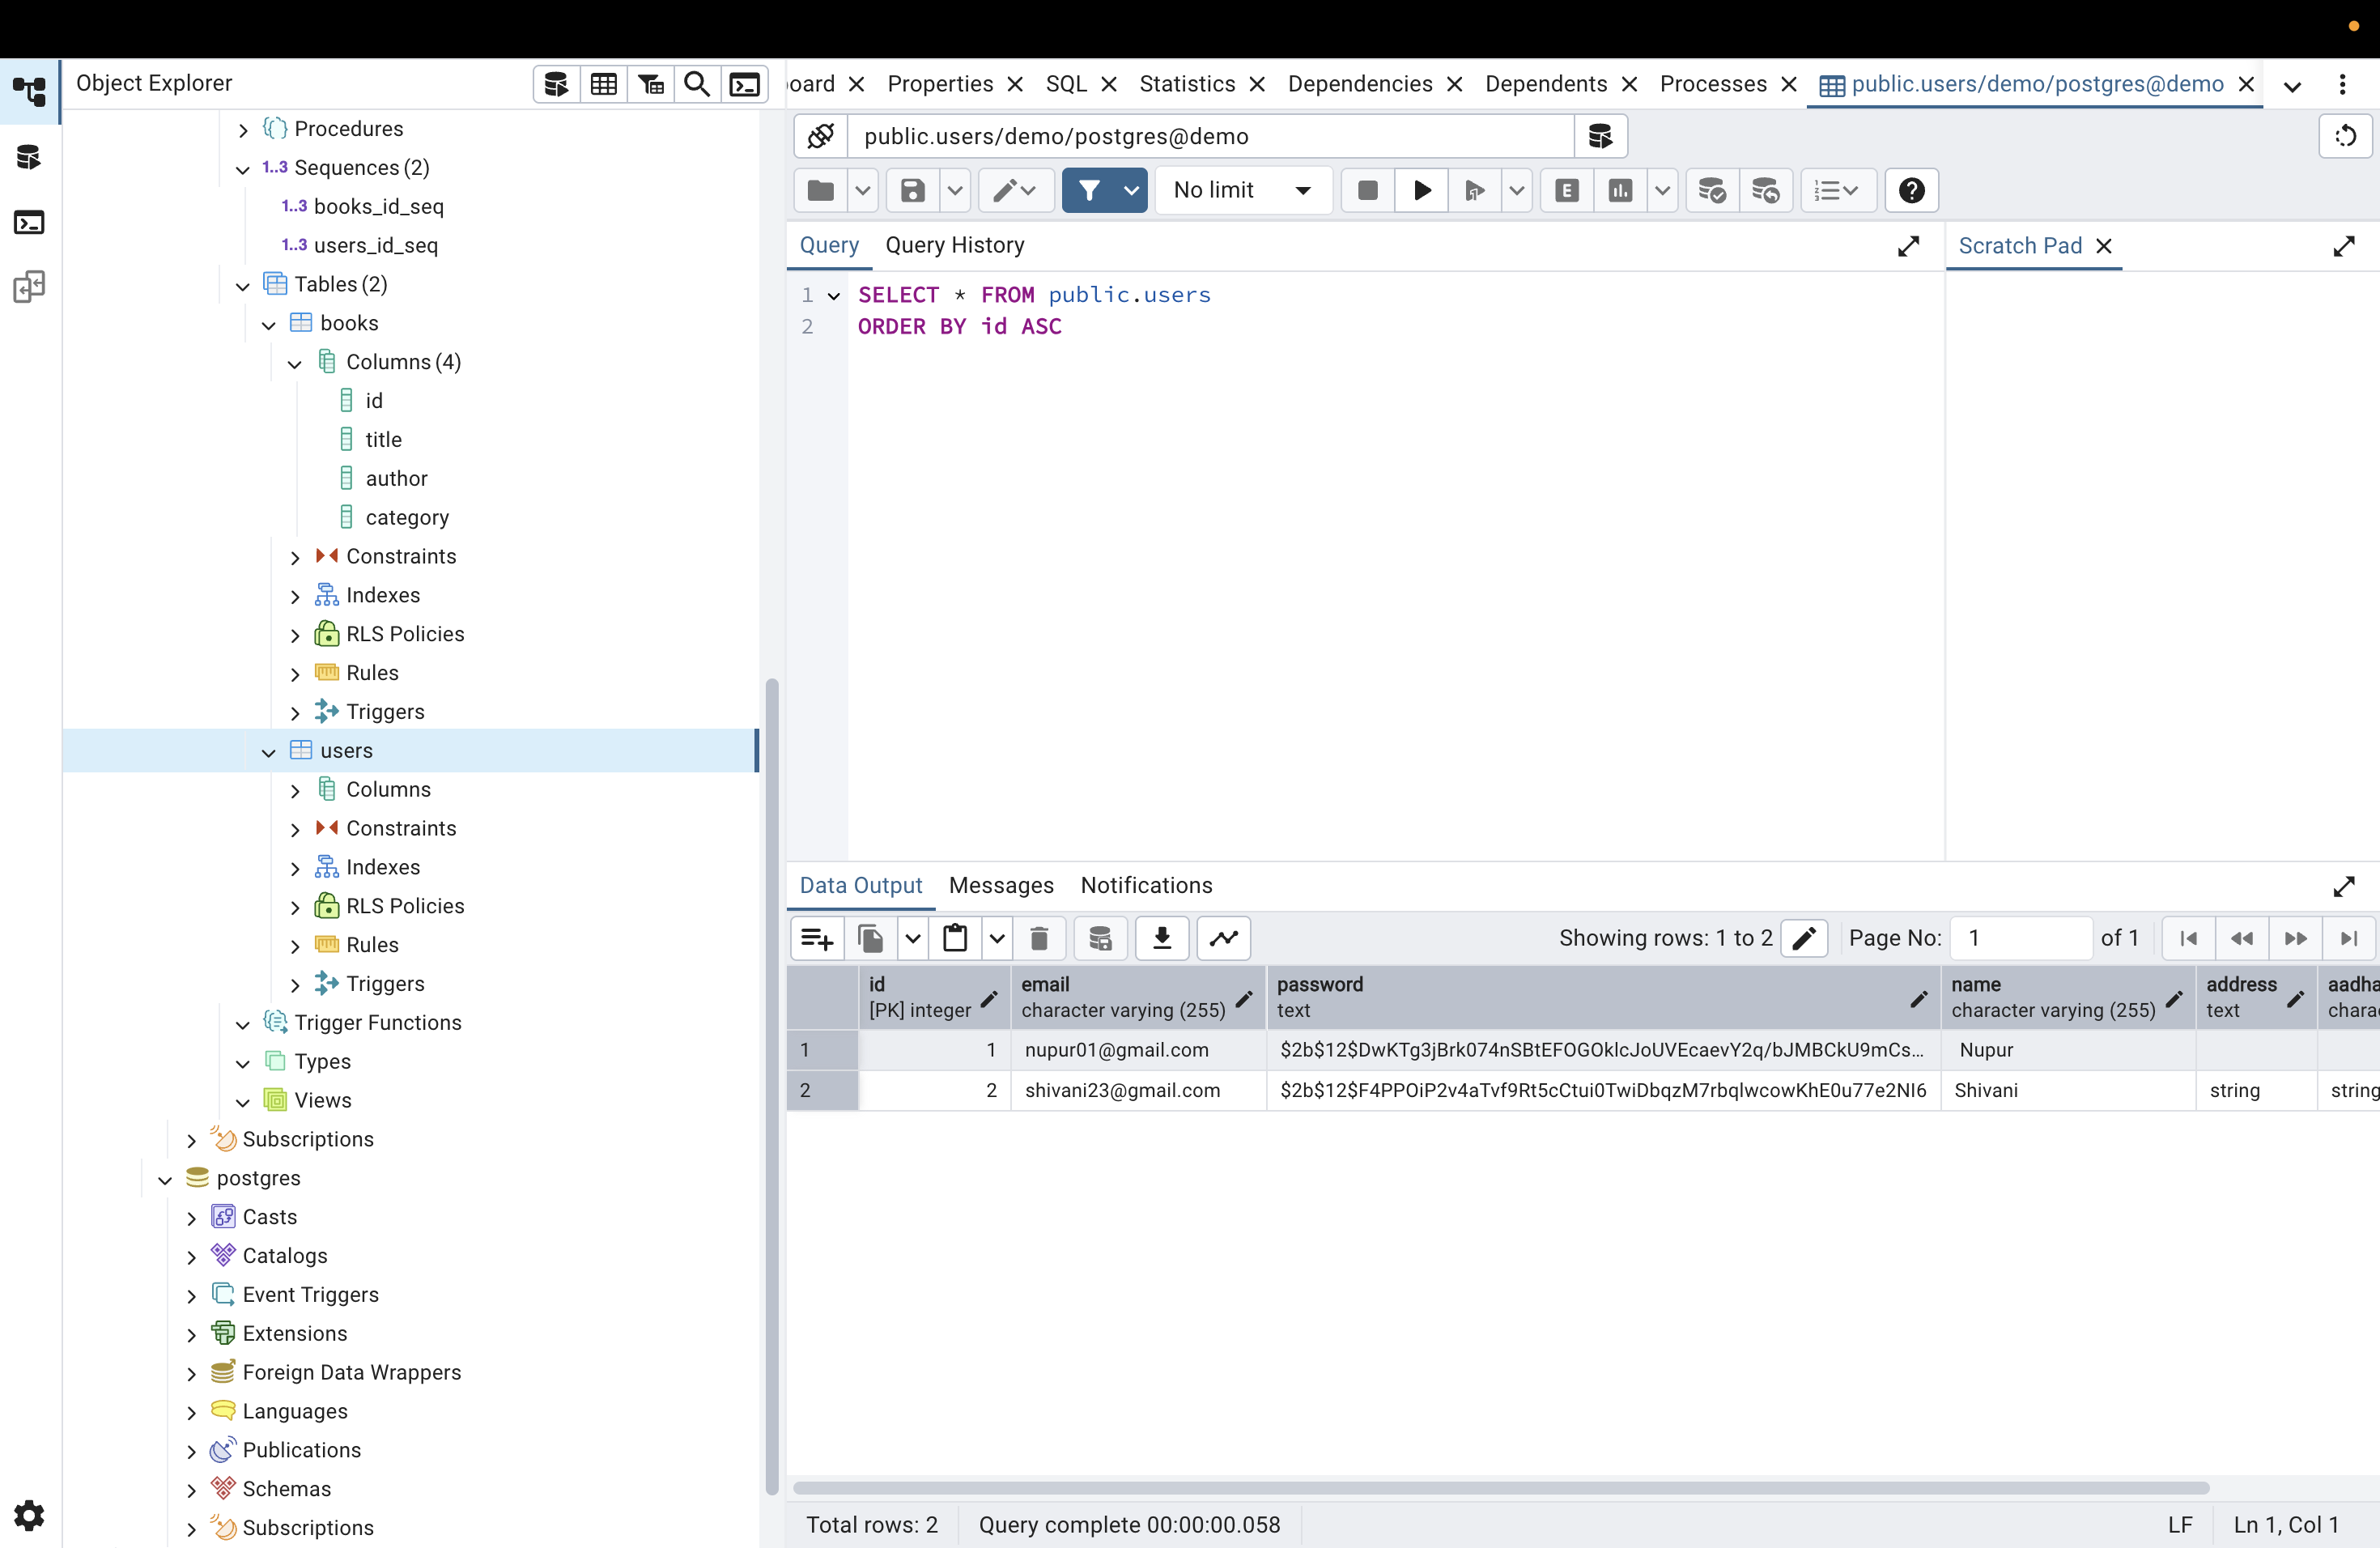 Object Explorer
Procedures
1..3 Sequences (2)
1..3 books_id_seq
1..3 users_id_seq
Tables (2)
books
Columns (4)
id
title
author
category
Constraints
Indexes
RLS Policies
Rules
Triggers
users
Columns
Constraints
Indexes
RLS Policies
Rules
Triggers
Trigger Functions
Types
Views
Subscriptions
postgres
Casts
Catalogs
Event Triggers
Extensions
Foreign Data Wrappers
Languages
Publications
Schemas
Subscriptions
oard Properties SQL Statistics Dependencies Dependents Processes public.users/demo/postgres@demo
public.users/demo/postgres@demo
No limit E
Query Query History
1 SELECT * FROM public.users
2 ORDER BY id ASC
Scratch Pad
Data Output Messages Notifications
Showing rows: 1 to 2 Page No: 1 of 1
id email password name address aadha
[PK] integer character varying (255) text character varying (255) text charac
1 1 nupur01@gmail.com $2b$12$DwKTg3jBrk074nSBtEFOGOklcJoUVEcaevY2q/bJMBCkU9mCs... Nupur
2 2 shivani23@gmail.com $2b$12$F4PPOiP2v4aTvf9Rt5cCtui0TwiDbqzM7rbqlwcowKhE0u77e2NI6 Shivani string string
Total rows: 2 Query complete 00:00:00.058 LF Ln 1, Col 1